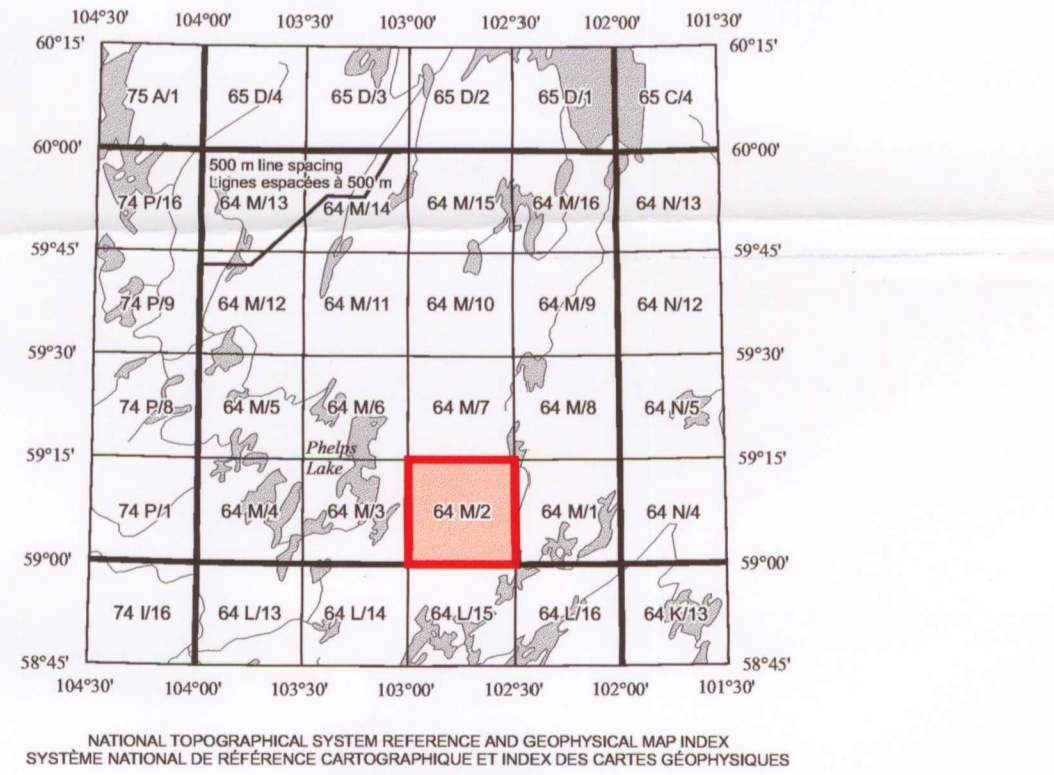 104°30' 104°00' 103°30' 103°00' 102°30' 102°00' 101°30'
60°15' 60°15'
75 A/1 65 D/4 65 D/3 65 D/2 65 D/1 65 C/4
60°00' 60°00'
500 m line spacing
Lignes espacées à 500 m
74 P/16 64 M/13 64 M/14 64 M/15 64 M/16 64 N/13
59°45' 59°45'
74 P/9 64 M/12 64 M/11 64 M/10 64 M/9 64 N/12
59°30' 59°30'
74 P/8 64 M/5 64 M/6 64 M/7 64 M/8 64 N/5
Phelps
59°15' 59°15'
Lake
74 P/1 64 M/4 64 M/3 64 M/2 64 M/1 64 N/4
59°00' 59°00'
74 I/16 64 L/13 64 L/14 64 L/15 64 L/16 64 K/13
58°45' 58°45'
104°30' 104°00' 103°30' 103°00' 102°30' 102°00' 101°30'
NATIONAL TOPOGRAPHICAL SYSTEM REFERENCE AND GEOPHYSICAL MAP INDEX
SYSTÈME NATIONAL DE RÉFÉRENCE CARTOGRAPHIQUE ET INDEX DES CARTES GÉOPHYSIQUES